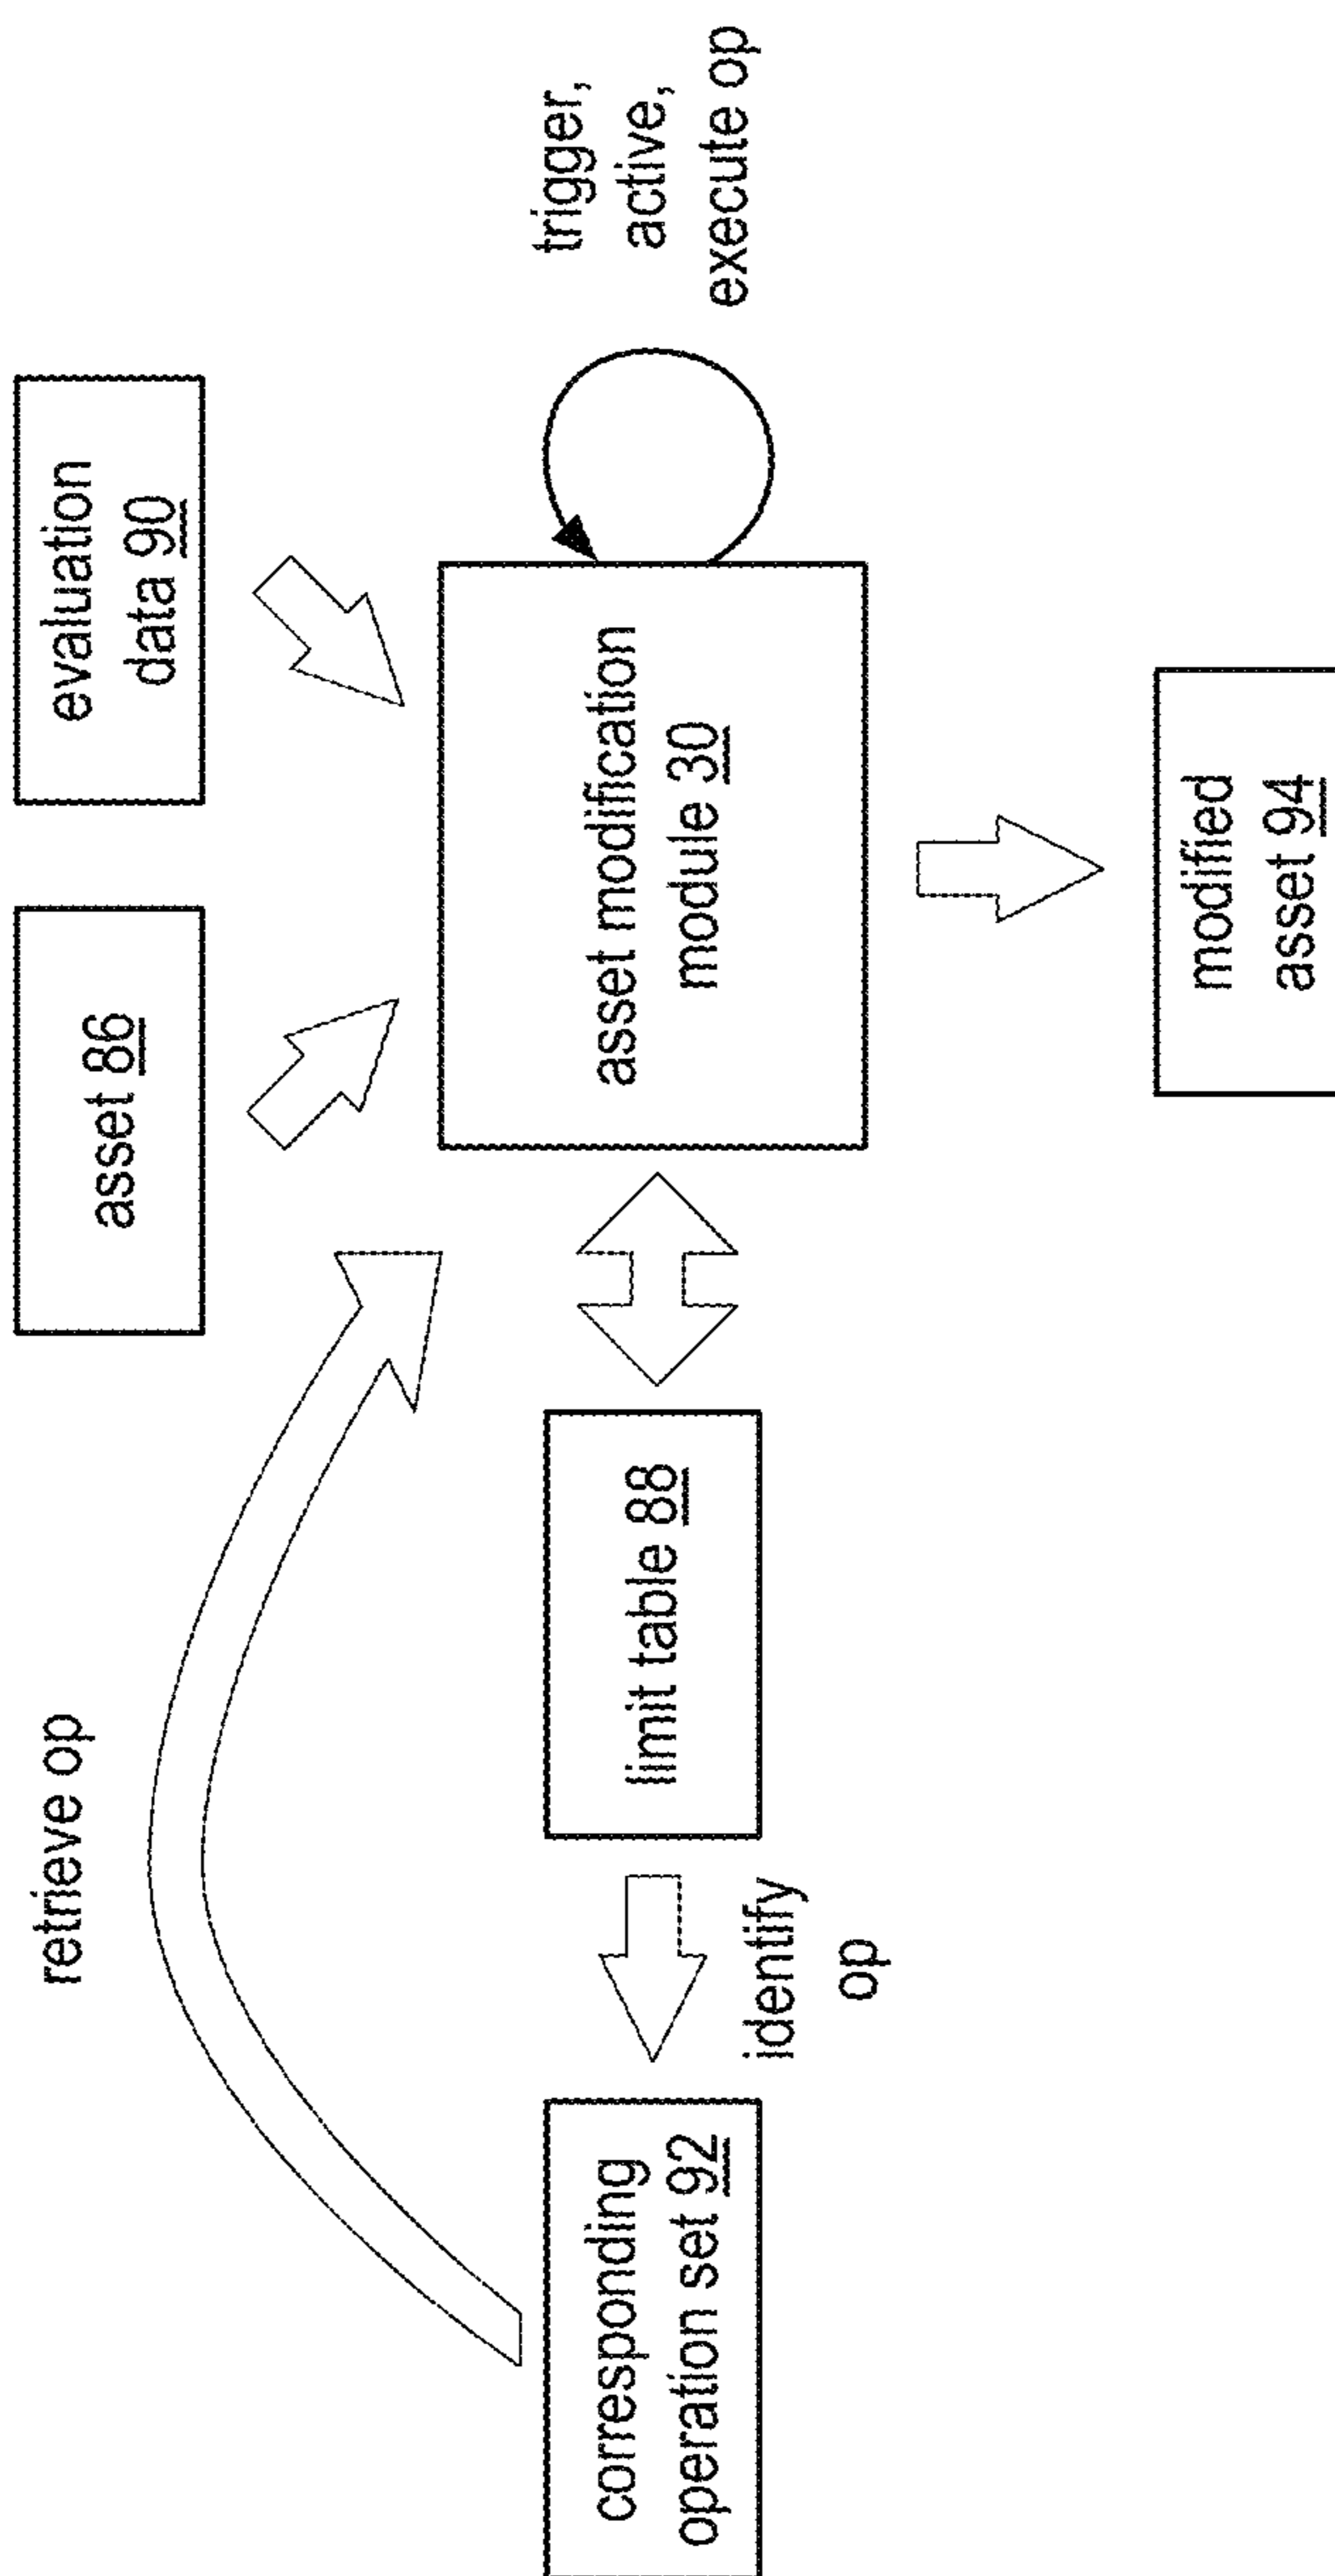 retrieve op
asset 86
evaluation
data 90
corresponding
operation set 92
identify
op
limit table 88
asset modification
module 30
trigger,
active,
execute op
modified
asset 94